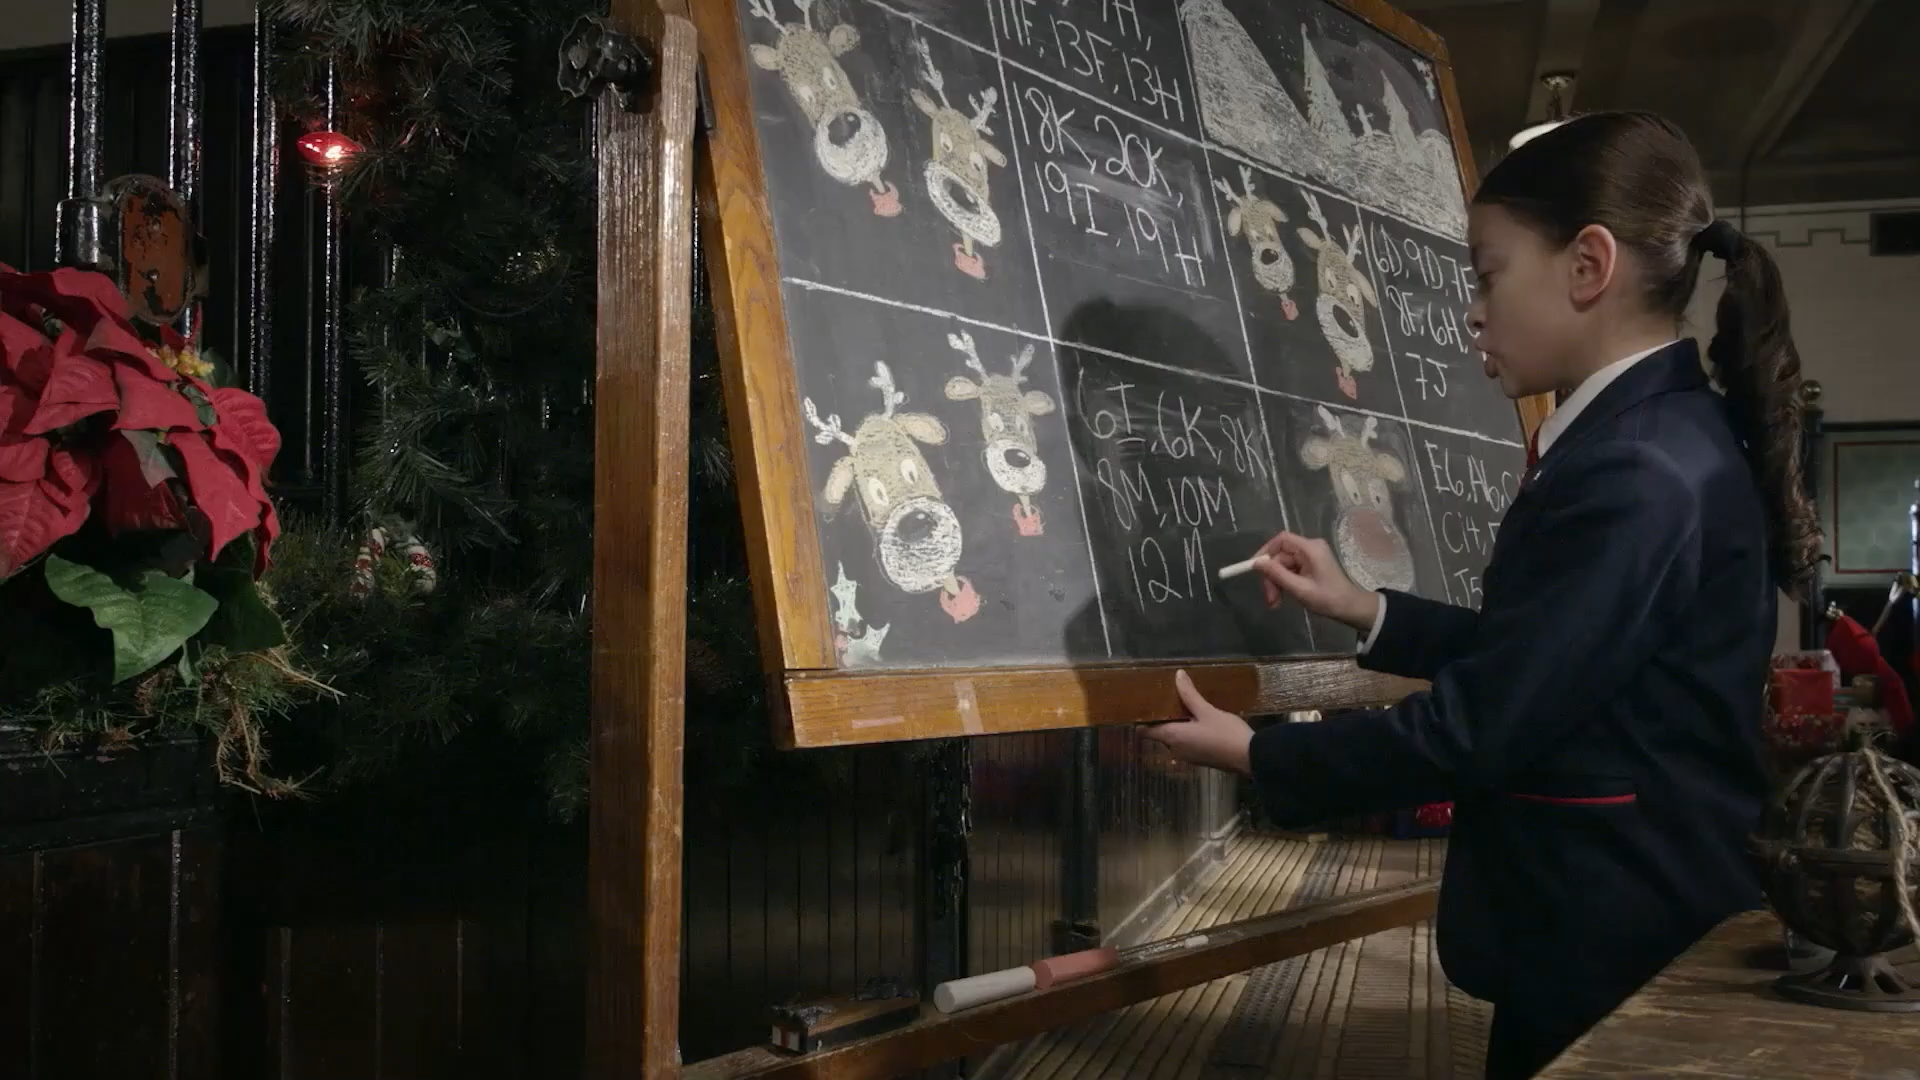 11F, 13F, 13H
18K, 20K,
19I, 19H
6D, 9D, 7F
8F, 6H,
7J
6I, 6K, 8K
8M, 10M
12M
E6, A6,
Ci4,
J5